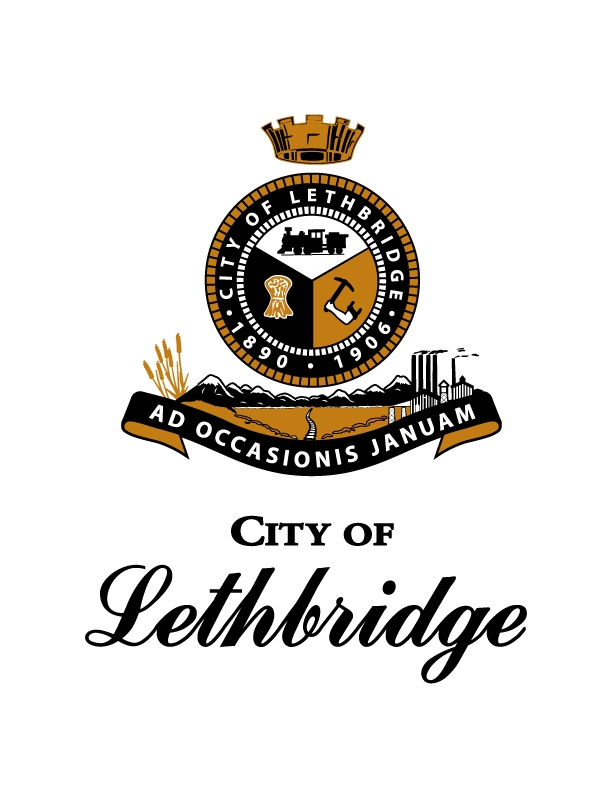 CITY OF LETHBRIDGE
1890 • 1906
AD OCCASIONIS JANUAM
CITY OF
Lethbridge